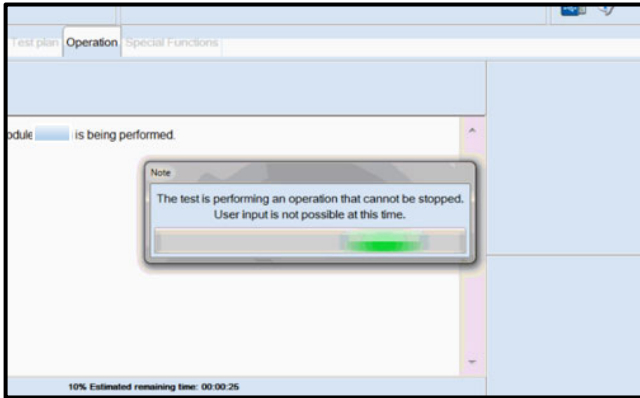 Test plan Operation Special Functions
odule is being performed.
Note
The test is performing an operation that cannot be stopped.
User input is not possible at this time.
10% Estimated remaining time: 00:00:25